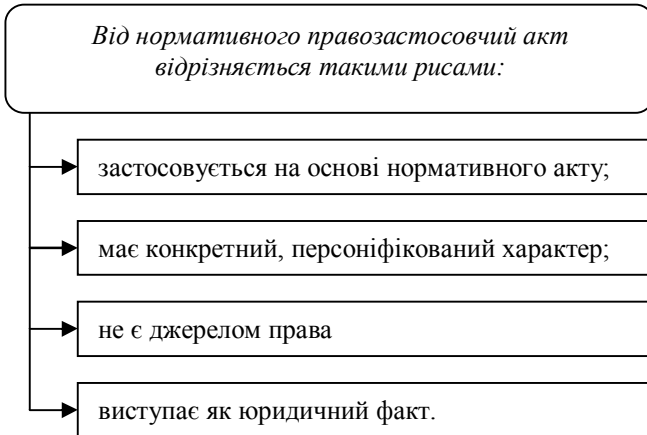 Від нормативного правозастосовчий акт
відрізняється такими рисами:
застосовується на основі нормативного акту;
має конкретний, персоніфікований характер;
не є джерелом права
виступає як юридичний факт.